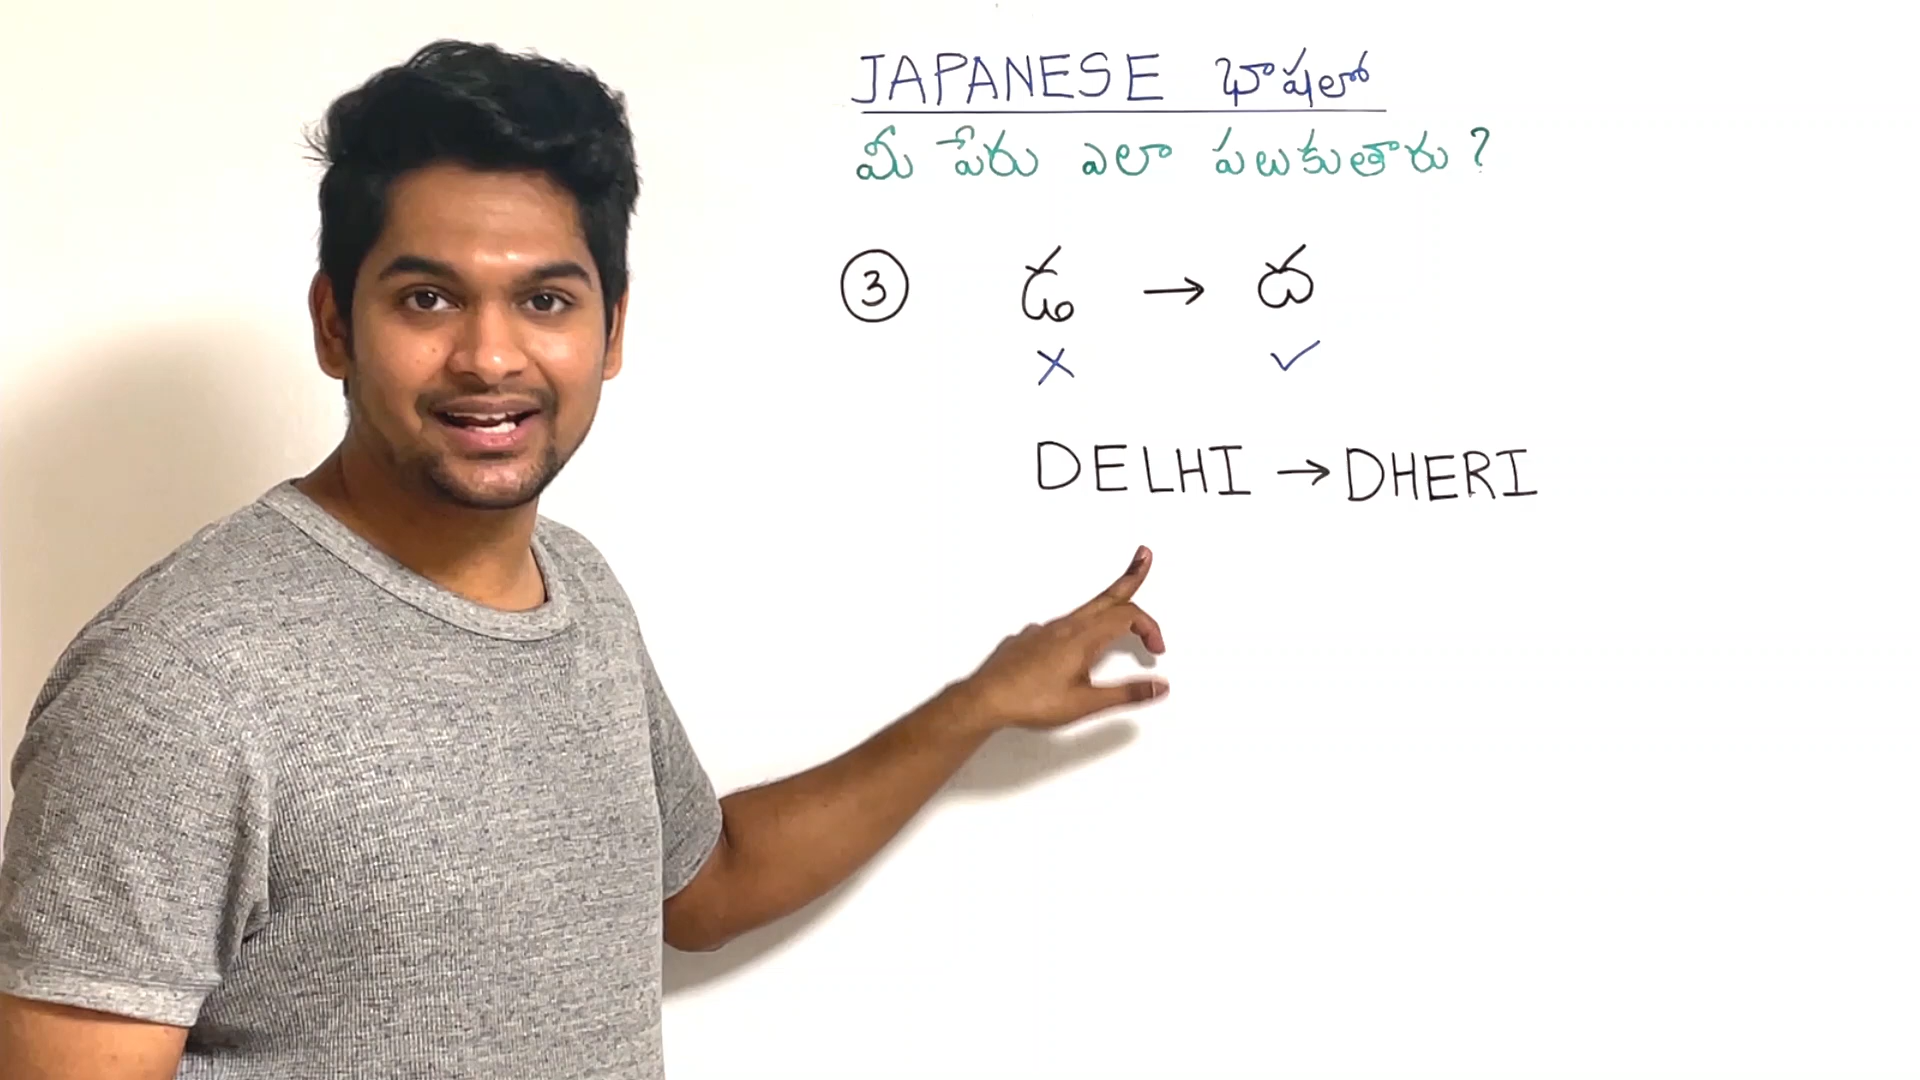 JAPANESE భాషలో
మీ పేరు ఎలా పలుకుతారు?
3 డ → ద
X ✓
DELHI → DHERI